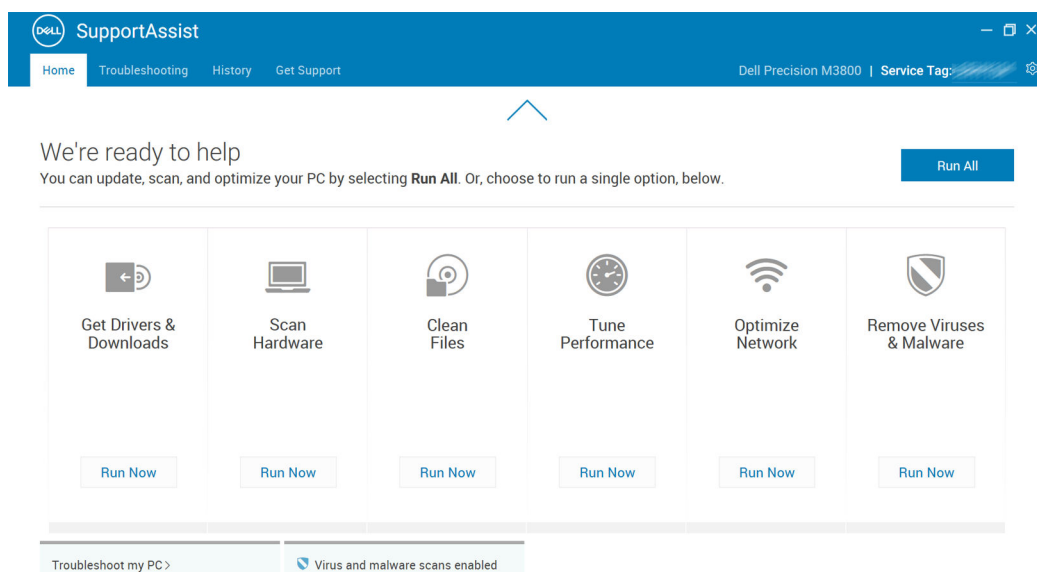 DELL SupportAssist
Home Troubleshooting History Get Support Dell Precision M3800 | Service Tag:
We're ready to help
You can update, scan, and optimize your PC by selecting Run All. Or, choose to run a single option, below.
Run All
Get Drivers &
Downloads
Run Now
Scan
Hardware
Run Now
Clean
Files
Run Now
Tune
Performance
Run Now
Optimize
Network
Run Now
Remove Viruses
& Malware
Run Now
Troubleshoot my PC >
Virus and malware scans enabled